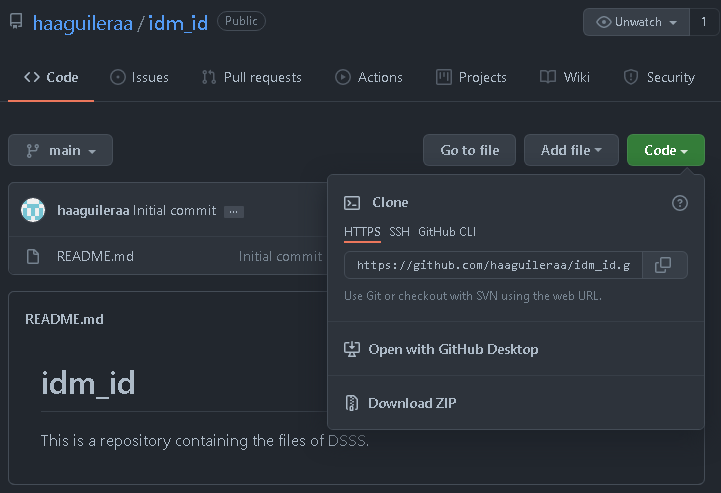 haaguileraa / idm_id Public Unwatch 1
Code Issues Pull requests Actions Projects Wiki Security
main Go to file Add file Code
haaguileraa Initial commit ...
README.md Initial commit
Clone
HTTPS SSH GitHub CLI
https://github.com/haaguileraa/idm_id.g
Use Git or checkout with SVN using the web URL.
Open with GitHub Desktop
Download ZIP
README.md
idm_id
This is a repository containing the files of DSSS.